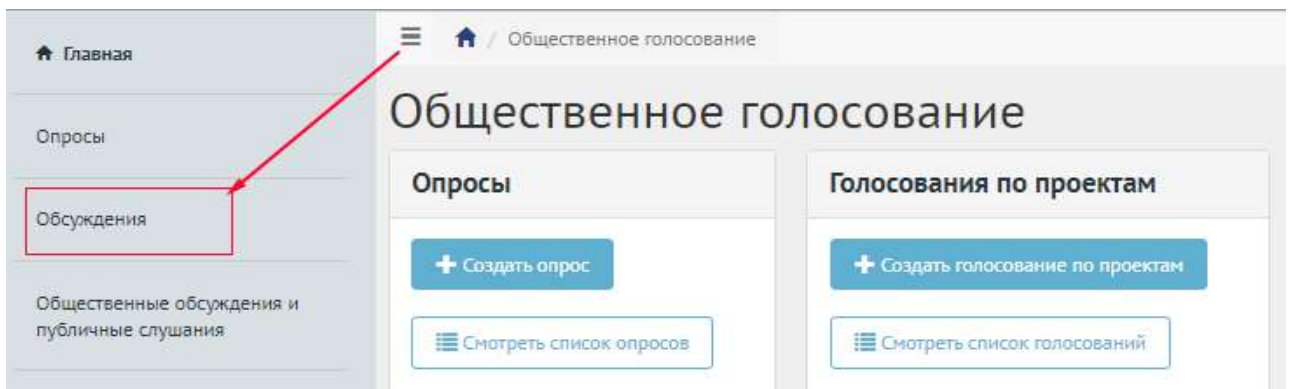 Главная
Опросы
Обсуждения
Общественные обсуждения и
публичные слушания
/ Общественное голосование
Общественное голосование
Опросы
Создать опрос
Смотреть список опросов
Голосования по проектам
Создать голосование по проектам
Смотреть список голосований